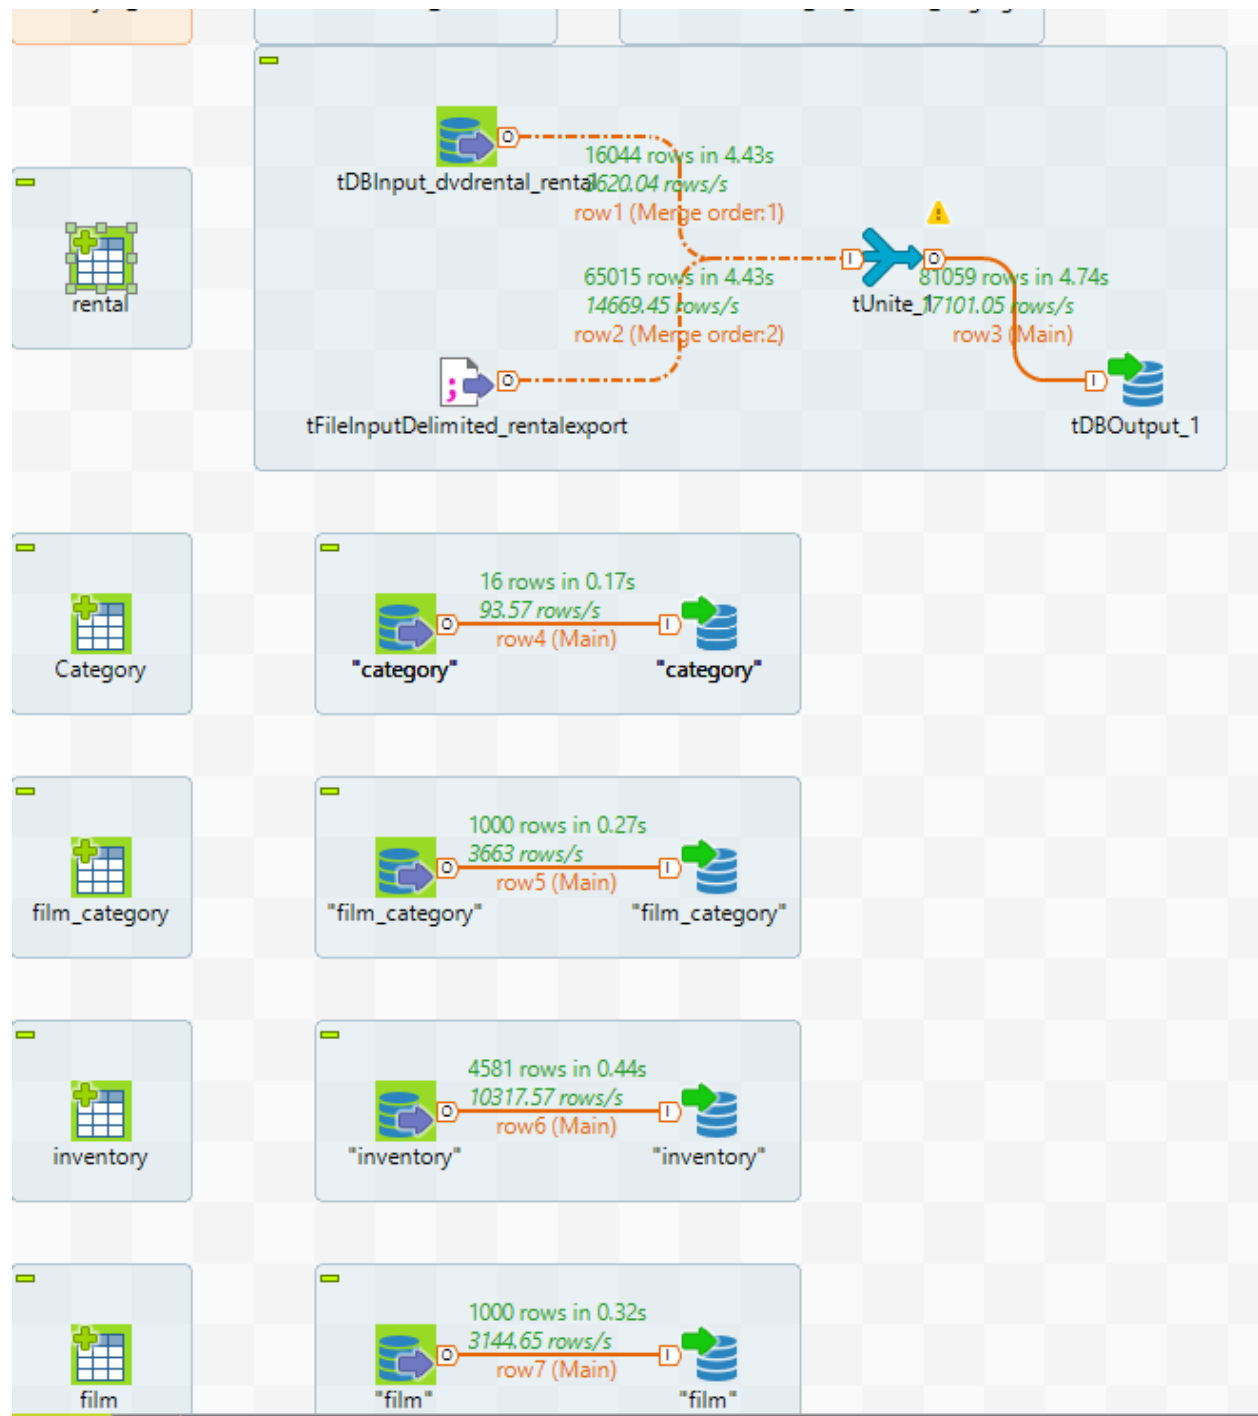 16044 rows in 4.43s
tDBInput_dvdrental_rental
3620.04 rows/s
row1 (Merge order:1)
rental
65015 rows in 4.43s
14669.45 rows/s
row2 (Merge order:2)
tUnite_1
81059 rows in 4.74s
17101.05 rows/s
row3 (Main)
tFileInputDelimited_rentalexport
tDBOutput_1
Category
16 rows in 0.17s
93.57 rows/s
row4 (Main)
"category"
"category"
film_category
1000 rows in 0.27s
3663 rows/s
row5 (Main)
"film_category"
"film_category"
inventory
4581 rows in 0.44s
10317.57 rows/s
row6 (Main)
"inventory"
"inventory"
film
1000 rows in 0.32s
3144.65 rows/s
row7 (Main)
"film"
"film"